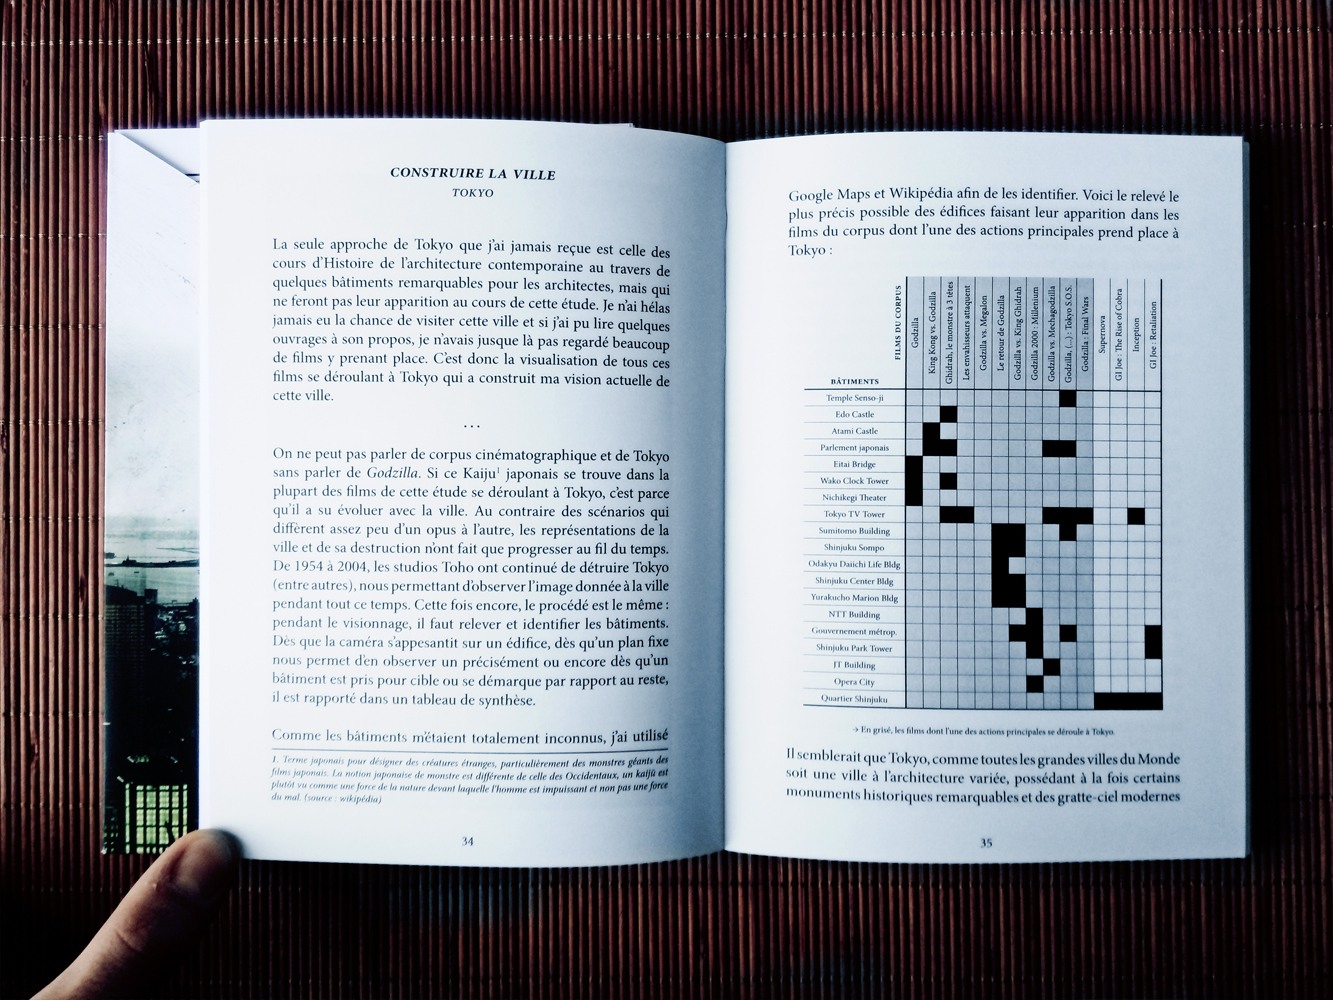 CONSTRUIRE LA VILLE
TOKYO
La seule approche de Tokyo que j'ai jamais reçue est celle des
cours d'Histoire de l'architecture contemporaine au travers de
quelques bâtiments remarquables pour les architectes, mais qui
ne feront pas leur apparition au cours de cette étude. Je n'ai hélas
jamais eu la chance de visiter cette ville et si j'ai pu lire quelques
ouvrages à son propos, je n'avais jusque là pas regardé beaucoup
de films y prenant place. C'est donc la visualisation de tous ces
films se déroulant à Tokyo qui a construit ma vision actuelle de
cette ville.
...
On ne peut pas parler de corpus cinématographique et de Tokyo
sans parler de Godzilla. Si ce Kaiju¹ japonais se trouve dans la
plupart des films de cette étude se déroulant à Tokyo, c'est parce
qu'il a su évoluer avec la ville. Au contraire des scénarios qui
diffèrent assez peu d'un opus à l'autre, les représentations de la
ville et de sa destruction n'ont fait que progresser au fil du temps.
De 1954 à 2004, les studios Toho ont continué de détruire Tokyo
(entre autres), nous permettant d'observer l'image donnée à la ville
pendant tout ce temps. Cette fois encore, le procédé est le même :
pendant le visionnage, il faut relever et identifier les bâtiments.
Dès que la caméra s'appesantit sur un édifice, dès qu'un plan fixe
nous permet d'en observer un précisément ou encore dès qu'un
bâtiment est pris pour cible ou se démarque par rapport au reste,
il est rapporté dans un tableau de synthèse.
Comme les bâtiments m'étaient totalement inconnus, j'ai utilisé
1. Terme japonais pour désigner des créatures étranges, particulièrement des monstres géants des
films japonais. La notion japonaise de monstre est différente de celle des Occidentaux, un kaijū est
plutôt vu comme une force de la nature devant laquelle l'homme est impuissant et non pas une force
du mal. (source : wikipédia)
34
Google Maps et Wikipédia afin de les identifier. Voici le relevé le
plus précis possible des édifices faisant leur apparition dans les
films du corpus dont l'une des actions principales prend place à
Tokyo :
FILMS DU CORPUS
Godzilla
King Kong vs. Godzilla
Ghidrah, le monstre à 3 têtes
Les envahisseurs attaquent
Godzilla vs. Megalon
Le retour de Godzilla
Godzilla vs. King Ghidrah
Godzilla 2000 : Millenium
Godzilla vs. Mechagodzilla
Godzilla, (...) : Tokyo S.O.S.
Godzilla : Final Wars
Supernova
GI Joe : The Rise of Cobra
Inception
GI Joe : Retaliation
BÂTIMENTS
Temple Senso-ji
Edo Castle
Atami Castle
Parlement japonais
Eitai Bridge
Wako Clock Tower
Nichikegi Theater
Tokyo TV Tower
Sumitomo Building
Shinjuku Sompo
Odakyu Daiichi Life Bldg
Shinjuku Center Bldg
Yurakucho Marion Bldg
NTT Building
Gouvernement métrop.
Shinjuku Park Tower
JT Building
Opera City
Quartier Shinjuku
→ En grisé, les films dont l'une des actions principales se déroule à Tokyo.
Il semblerait que Tokyo, comme toutes les grandes villes du Monde
soit une ville à l'architecture variée, possédant à la fois certains
monuments historiques remarquables et des gratte-ciel modernes
35